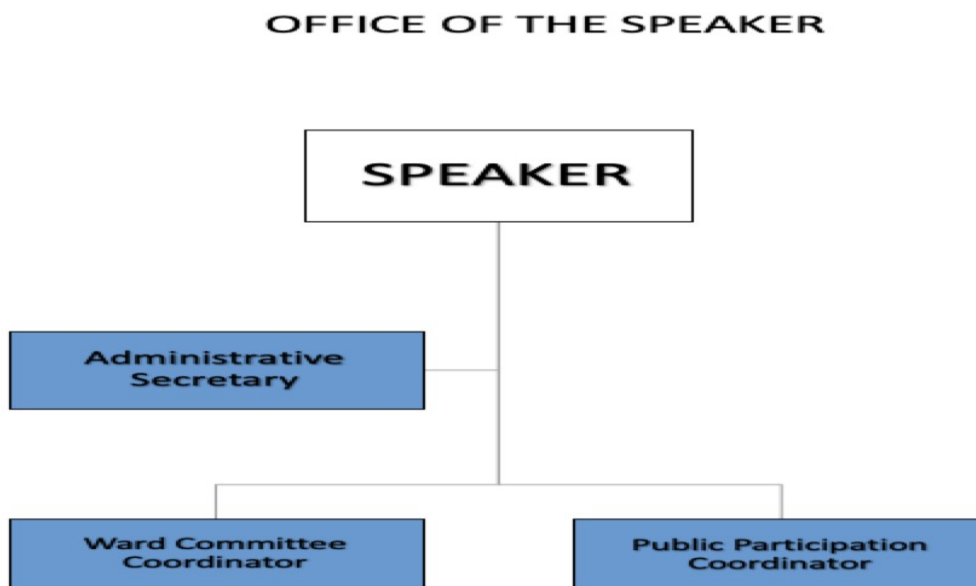 OFFICE OF THE SPEAKER
SPEAKER
Administrative
Secretary
Ward Committee
Coordinator
Public Participation
Coordinator